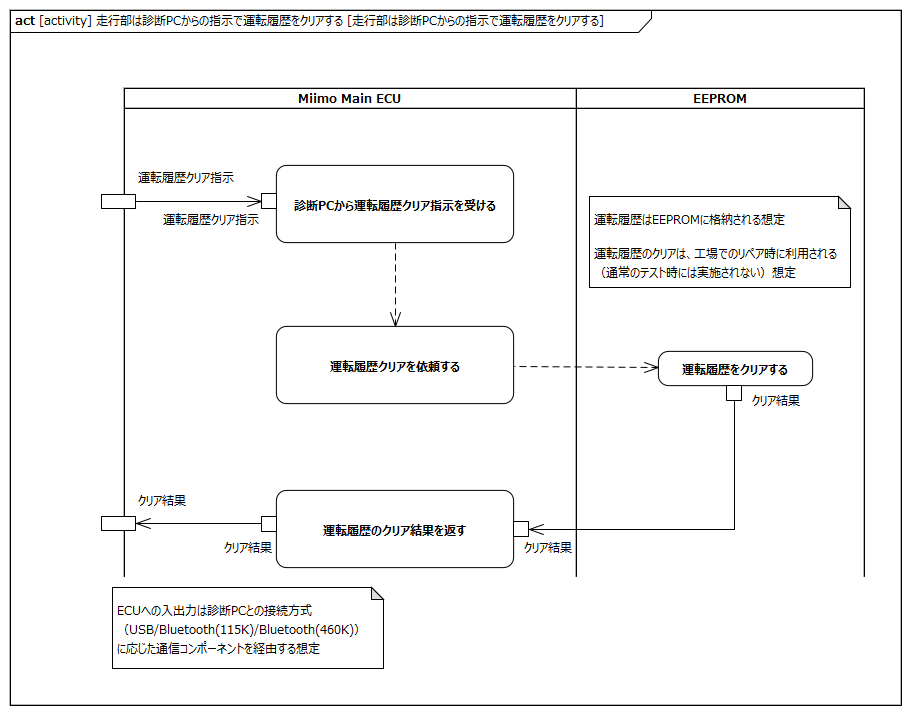 act [activity] 走行部は診断PCからの指示で運転履歴をクリアする [走行部は診断PCからの指示で運転履歴をクリアする]
Miimo Main ECU
EEPROM
運転履歴クリア指示
運転履歴クリア指示
診断PCから運転履歴クリア指示を受ける
運転履歴はEEPROMに格納される想定
運転履歴のクリアは、工場でのリペア時に利用される
（通常のテスト時には実施されない）想定
運転履歴クリアを依頼する
運転履歴をクリアする
クリア結果
クリア結果
クリア結果
運転履歴のクリア結果を返す
クリア結果
ECUへの入出力は診断PCとの接続方式
（USB/Bluetooth(115K)/Bluetooth(460K)）
に応じた通信コンポーネントを経由する想定